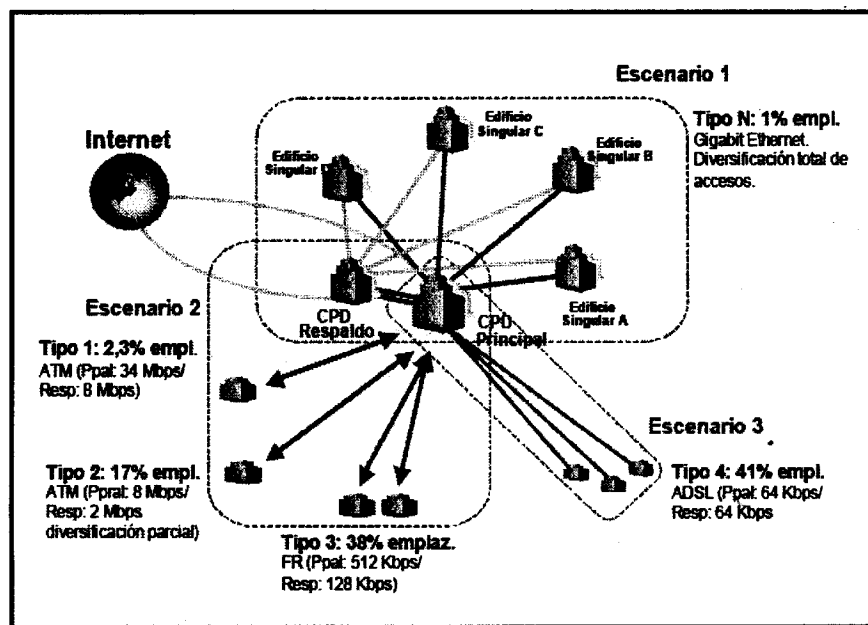 Escenario 1
Tipo N: 1% empl.
Gigabit Ethernet.
Diversificación total de
accesos.
Internet
Edificio
Singular C
Edificio
Singular
Edificio
Singular B
Edificio
Singular A
CPD
Respaldo
CPD
Principal
Escenario 2
Tipo 1: 2,3% empl.
ATM (Ppal: 34 Mbps/
Resp: 8 Mbps)
Tipo 2: 17% empl.
ATM (Ppral: 8 Mbps/
Resp: 2 Mbps
diversificación parcial)
Tipo 3: 38% emplaz.
FR (Ppal: 512 Kbps/
Resp: 128 Kbps)
Escenario 3
Tipo 4: 41% empl.
ADSL (Ppal: 64 Kbps/
Resp: 64 Kbps